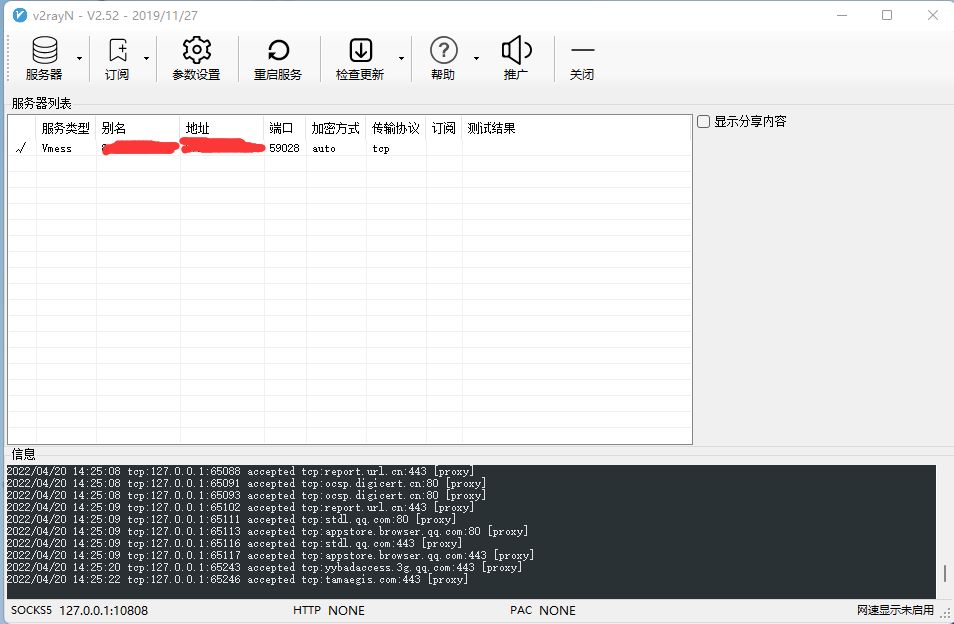 v2rayN - V2.52 - 2019/11/27
服务器 订阅 参数设置 重启服务 检查更新 帮助 推广 关闭
服务器列表
服务类型 别名 地址 端口 加密方式 传输协议 订阅 测试结果
Vmess 59028 auto tcp
显示分享内容
信息
2022/04/20 14:25:08 tcp:127.0.0.1:65088 accepted tcp:report.url.cn:443 [proxy]
2022/04/20 14:25:08 tcp:127.0.0.1:65091 accepted tcp:ocsp.digicert.cn:80 [proxy]
2022/04/20 14:25:08 tcp:127.0.0.1:65093 accepted tcp:ocsp.digicert.cn:80 [proxy]
2022/04/20 14:25:09 tcp:127.0.0.1:65102 accepted tcp:report.url.cn:443 [proxy]
2022/04/20 14:25:09 tcp:127.0.0.1:65111 accepted tcp:stdl.qq.com:80 [proxy]
2022/04/20 14:25:09 tcp:127.0.0.1:65113 accepted tcp:appstore.browser.qq.com:80 [proxy]
2022/04/20 14:25:09 tcp:127.0.0.1:65116 accepted tcp:stdl.qq.com:443 [proxy]
2022/04/20 14:25:09 tcp:127.0.0.1:65117 accepted tcp:appstore.browser.qq.com:443 [proxy]
2022/04/20 14:25:20 tcp:127.0.0.1:65243 accepted tcp:yybadaccess.3g.qq.com:443 [proxy]
2022/04/20 14:25:22 tcp:127.0.0.1:65246 accepted tcp:tamaegis.com:443 [proxy]
SOCKS5 127.0.0.1:10808 HTTP NONE PAC NONE 网速显示未启用